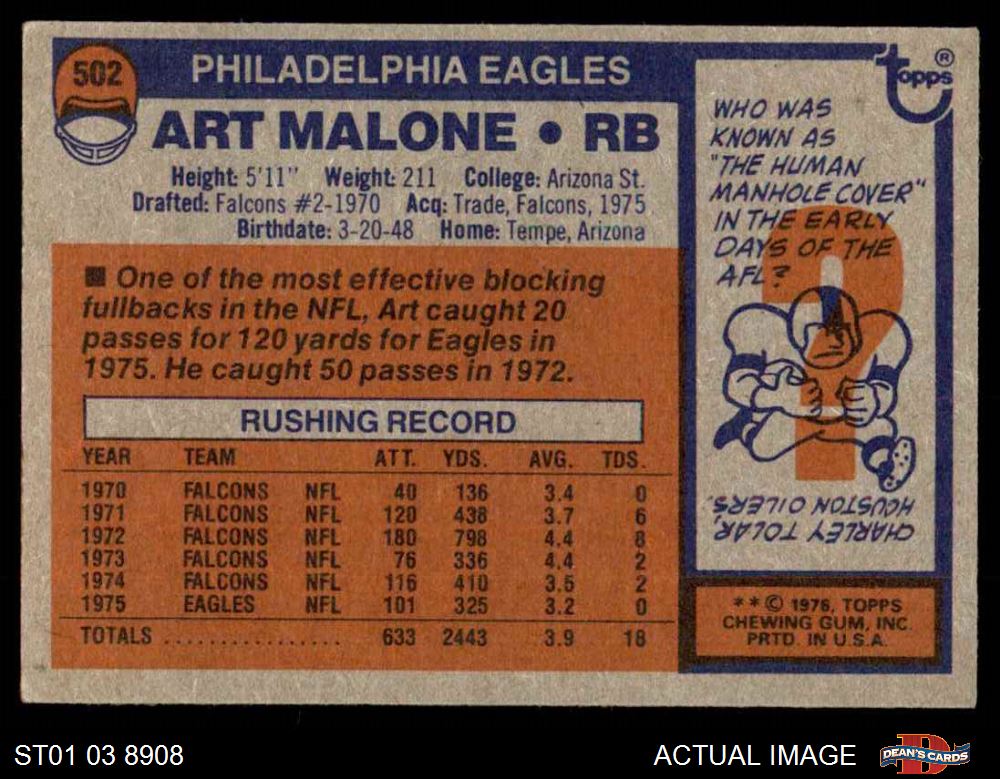 502
PHILADELPHIA EAGLES
ART MALONE • RB
Height: 5'11" Weight: 211 College: Arizona St.
Drafted: Falcons #2-1970 Acq: Trade, Falcons, 1975
Birthdate: 3-20-48 Home: Tempe, Arizona
■ One of the most effective blocking
fullbacks in the NFL, Art caught 20
passes for 120 yards for Eagles in
1975. He caught 50 passes in 1972.
RUSHING RECORD
YEAR TEAM ATT. YDS. AVG. TDS.
1970 FALCONS NFL 40 136 3.4 0
1971 FALCONS NFL 120 438 3.7 6
1972 FALCONS NFL 180 798 4.4 8
1973 FALCONS NFL 76 336 4.4 2
1974 FALCONS NFL 116 410 3.5 2
1975 EAGLES NFL 101 325 3.2 0
TOTALS ................ 633 2443 3.9 18
topps ®
WHO WAS
KNOWN AS
"THE HUMAN
MANHOLE COVER"
IN THE EARLY
DAYS OF THE
AFL?
?
CHARLEY TOLAR,
HOUSTON OILERS.
**© 1976, TOPPS
CHEWING GUM, INC.
PRTD. IN U.S.A.
ST01 03 8908
ACTUAL IMAGE
DEAN'S CARDS